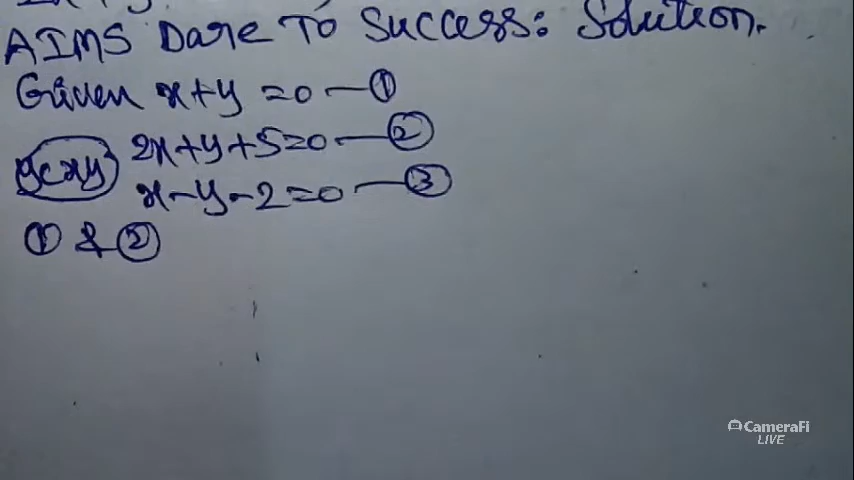 AIMS Dare To Success: Solution.
Given x+y =0 —①
2x+y+5=0 —②
x-y-2=0 —③
① & ②
CameraFi
LIVE